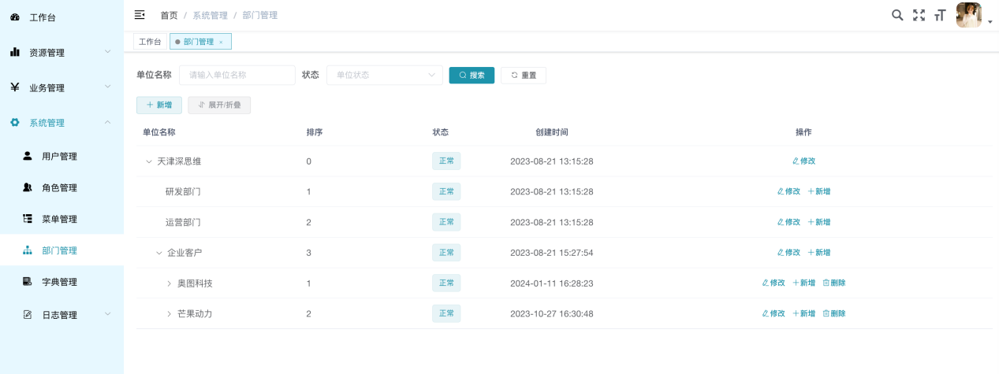 工作台
资源管理
业务管理
系统管理
用户管理
角色管理
菜单管理
部门管理
字典管理
日志管理
首页 / 系统管理 / 部门管理
工作台 部门管理 ×
单位名称 请输入单位名称 状态 单位状态 搜索 重置
+ 新增 展开/折叠
单位名称 排序 状态 创建时间 操作
天津深思维 0 正常 2023-08-21 13:15:28 修改
研发部门 1 正常 2023-08-21 13:15:28 修改 +新增
运营部门 2 正常 2023-08-21 13:15:28 修改 +新增
企业客户 3 正常 2023-08-21 15:27:54 修改 +新增
奥图科技 1 正常 2024-01-11 16:28:23 修改 +新增 删除
芒果动力 2 正常 2023-10-27 16:30:48 修改 +新增 删除